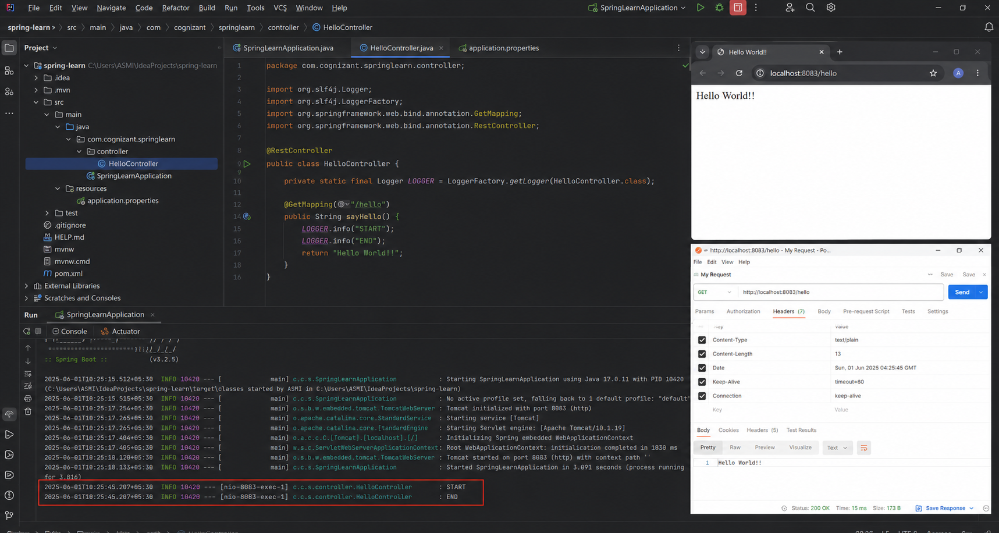 File Edit View Navigate Code Refactor Build Run Tools VCS Window Help
SpringLearnApplication
spring-learn src main java com cognizant springlearn controller HelloController
Project
spring-learn C:\Users\ASMI\IdeaProjects\spring-learn
.idea
.mvn
src
main
java
com.cognizant.springlearn
controller
HelloController
SpringLearnApplication
resources
application.properties
test
.gitignore
HELP.md
mvnw
mvnw.cmd
pom.xml
External Libraries
Scratches and Consoles
SpringLearnApplication.java HelloController.java application.properties
1 package com.cognizant.springlearn.controller;
2
3 import org.slf4j.Logger;
4 import org.slf4j.LoggerFactory;
5 import org.springframework.web.bind.annotation.GetMapping;
6 import org.springframework.web.bind.annotation.RestController;
7
8 @RestController
9 public class HelloController {
9
10 private static final Logger LOGGER = LoggerFactory.getLogger(HelloController.class);
11
12 @GetMapping("/hello")
14 public String sayHello() {
15 LOGGER.info("START");
16 LOGGER.info("END");
17 return "Hello World!!";
18 }
16 }
Run SpringLearnApplication
Console Actuator
:: Spring Boot :: (v3.2.5)
2025-06-01T10:25:15.512+05:30 INFO 10420 --- [ main] c.c.s.SpringLearnApplication : Starting SpringLearnApplication using Java 17.0.11 with PID 10420
(C:\Users\ASMI\IdeaProjects\spring-learn\target\classes started by ASMI in C:\Users\ASMI\IdeaProjects\spring-learn)
2025-06-01T10:25:15.515+05:30 INFO 10420 --- [ main] c.c.s.SpringLearnApplication : No active profile set, falling back to 1 default profile: "default"
2025-06-01T10:25:17.254+05:30 INFO 10420 --- [ main] o.s.b.w.embedded.tomcat.TomcatWebServer : Tomcat initialized with port 8083 (http)
2025-06-01T10:25:17.265+05:30 INFO 10420 --- [ main] o.apache.catalina.core.StandardService : Starting service [Tomcat]
2025-06-01T10:25:17.265+05:30 INFO 10420 --- [ main] o.apache.catalina.core.[tandardEngine : Starting Servlet engine: [Apache Tomcat/10.1.19]
2025-06-01T10:25:17.404+05:30 INFO 10420 --- [ main] o.a.c.c.C.[Tomcat].[localhost].[/] : Initializing Spring embedded WebApplicationContext
2025-06-01T10:25:17.405+05:30 INFO 10420 --- [ main] w.s.c.ServletWebServerApplicationContext: Root WebApplicationContext: initialcation completed in 1830 ms
2025-06-01T10:25:18.120+05:30 INFO 10420 --- [ main] o.s.b.w.embedded.tomcat.TomcatWebServer : Tomcat started on port 8083 (http) with context path ''
2025-06-01T10:25:18.133+05:30 INFO 10420 --- [ main] c.c.s.SpringLearnApplication : Started SpringLearnApplication in 3.091 seconds (process running
for 3.816)
2025-06-01T10:25:45.207+05:30 INFO 10420 --- [nio-8083-exec-1] c.c.s.controller.HelloController : START
2025-06-01T10:25:45.207+05:30 INFO 10420 --- [nio-8083-exec-1] c.c.s.controller.HelloController : END
Hello World!!
localhost:8083/hello A
Hello World!!
http://localhost:8083/hello - My Request - Po...
File Edit View Help
My Request Save Save
GET http://localhost:8083/hello Send
Params Authorization Headers (7) Body Pre-request Script Tests Settings
Value
Content-Type text/plain
Content-Length 13
Date Sun, 01 Jun 2025 04:25:45 GMT
Keep-Alive timeout=60
Connection keep-alive
Key Value
Body Cookies Headers (5) Test Results
Pretty Raw Preview Visualize Text
1 Hello World!!
Status: 200 OK Time: 15 ms Size: 173 B Save Response